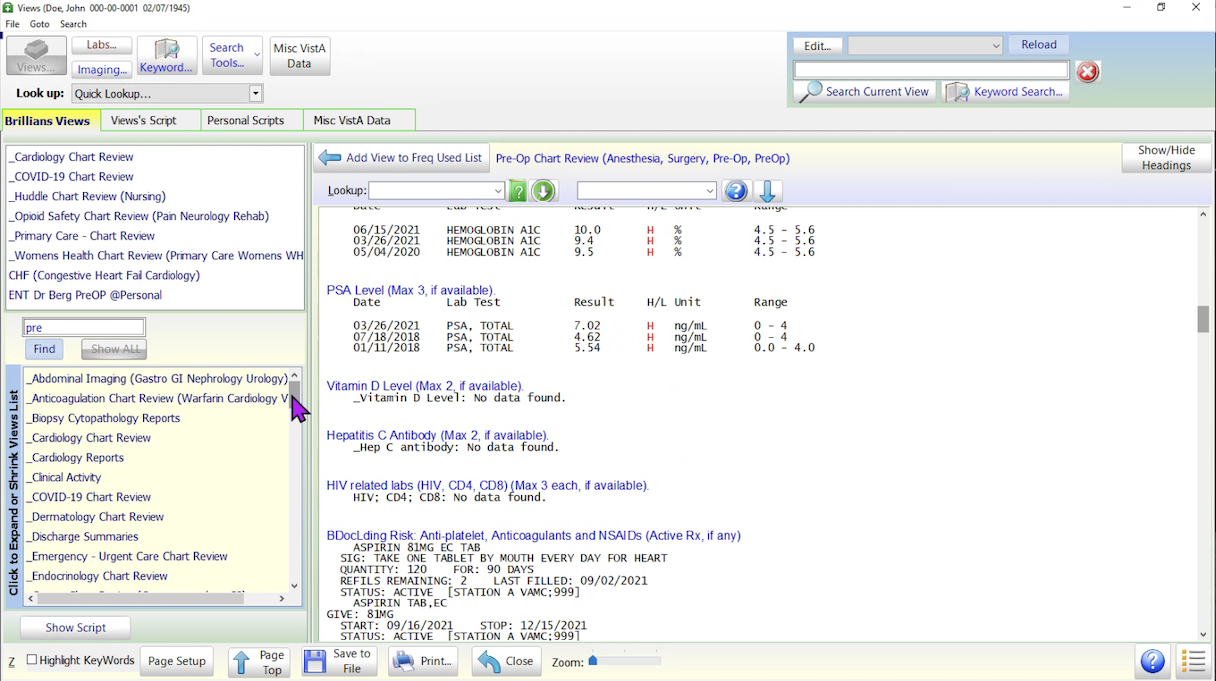 Views (Doe, John 000-00-0001 02/07/1945)
File Goto Search
Views...
Labs...
Imaging...
Keyword...
Search Tools...
Misc VistA Data
Edit...
Reload
Look up: Quick Lookup...
Search Current View
Keyword Search...
Brillians Views
Views's Script
Personal Scripts
Misc VistA Data
_Cardiology Chart Review
_COVID-19 Chart Review
_Huddle Chart Review (Nursing)
_Opioid Safety Chart Review (Pain Neurology Rehab)
_Primary Care - Chart Review
_Womens Health Chart Review (Primary Care Womens WH
CHF (Congestive Heart Fail Cardiology)
ENT Dr Berg PreOP @Personal
pre
Find
Show ALL
Click to Expand or Shrink Views List
_Abdominal Imaging (Gastro GI Nephrology Urology)
_Anticoagulation Chart Review (Warfarin Cardiology V
_Biopsy Cytopathology Reports
_Cardiology Chart Review
_Cardiology Reports
_Clinical Activity
_COVID-19 Chart Review
_Dermatology Chart Review
_Discharge Summaries
_Emergency - Urgent Care Chart Review
_Endocrinology Chart Review
Show Script
Add View to Freq Used List
Pre-Op Chart Review (Anesthesia, Surgery, Pre-Op, PreOp)
Show/Hide Headings
Lookup:
Date Lab Test Result H/L Unit Range
06/15/2021 HEMOGLOBIN A1C 10.0 H % 4.5 - 5.6
03/26/2021 HEMOGLOBIN A1C 9.4 H % 4.5 - 5.6
05/04/2020 HEMOGLOBIN A1C 9.5 H % 4.5 - 5.6
PSA Level (Max 3, if available).
Date Lab Test Result H/L Unit Range
03/26/2021 PSA, TOTAL 7.02 H ng/mL 0 - 4
07/18/2018 PSA, TOTAL 4.62 H ng/mL 0 - 4
01/11/2018 PSA, TOTAL 5.54 H ng/mL 0.0 - 4.0
Vitamin D Level (Max 2, if available).
_Vitamin D Level: No data found.
Hepatitis C Antibody (Max 2, if available).
_Hep C antibody: No data found.
HIV related labs (HIV, CD4, CD8) (Max 3 each, if available).
HIV; CD4; CD8: No data found.
BDocLding Risk: Anti-platelet, Anticoagulants and NSAIDs (Active Rx, if any)
ASPIRIN 81MG EC TAB
SIG: TAKE ONE TABLET BY MOUTH EVERY DAY FOR HEART
QUANTITY: 120 FOR: 90 DAYS
REFILS REMAINING: 2 LAST FILLED: 09/02/2021
STATUS: ACTIVE [STATION A VAMC;999]
ASPIRIN TAB,EC
GIVE: 81MG
START: 09/16/2021 STOP: 12/15/2021
STATUS: ACTIVE [STATION A VAMC;999]
Z
Highlight KeyWords
Page Setup
Page Top
Save to File
Print...
Close
Zoom: